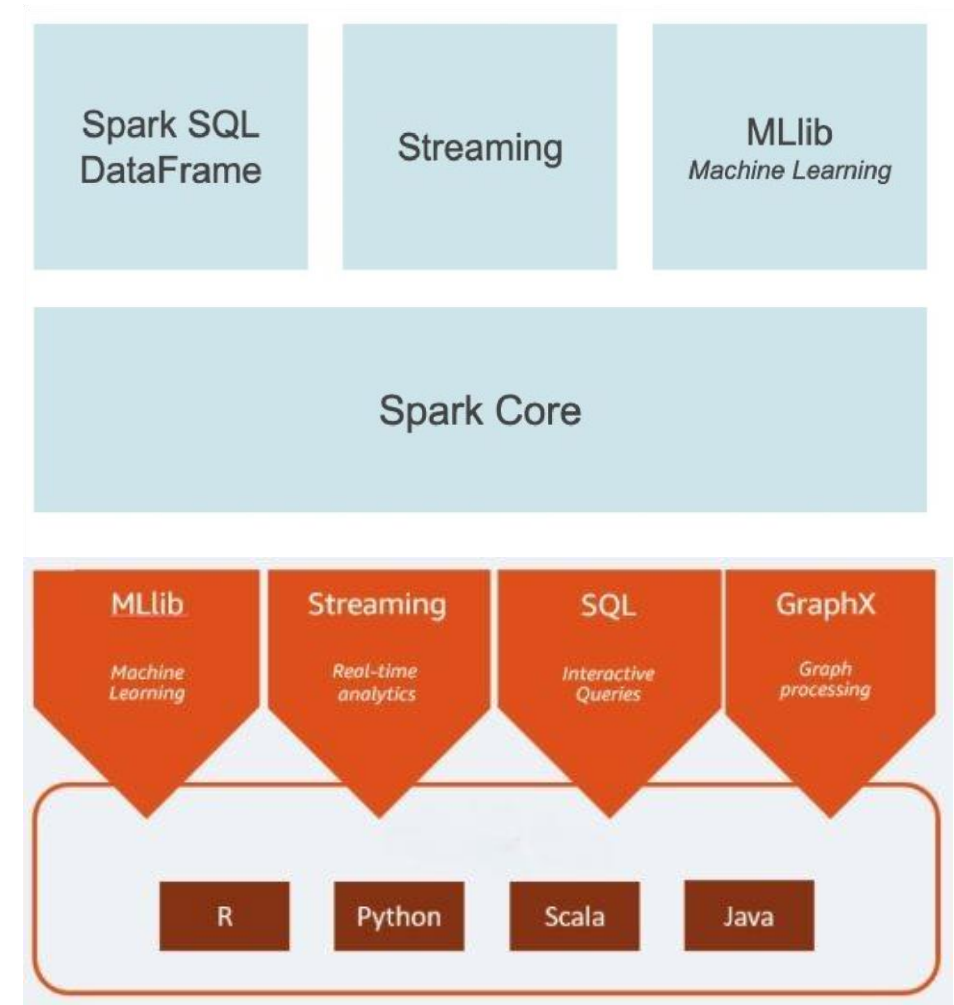 Spark SQL
DataFrame
Streaming
MLlib
Machine Learning
Spark Core
MLlib
Machine
Learning
Streaming
Real-time
analytics
SQL
Interactive
Queries
GraphX
Graph
processing
R
Python
Scala
Java